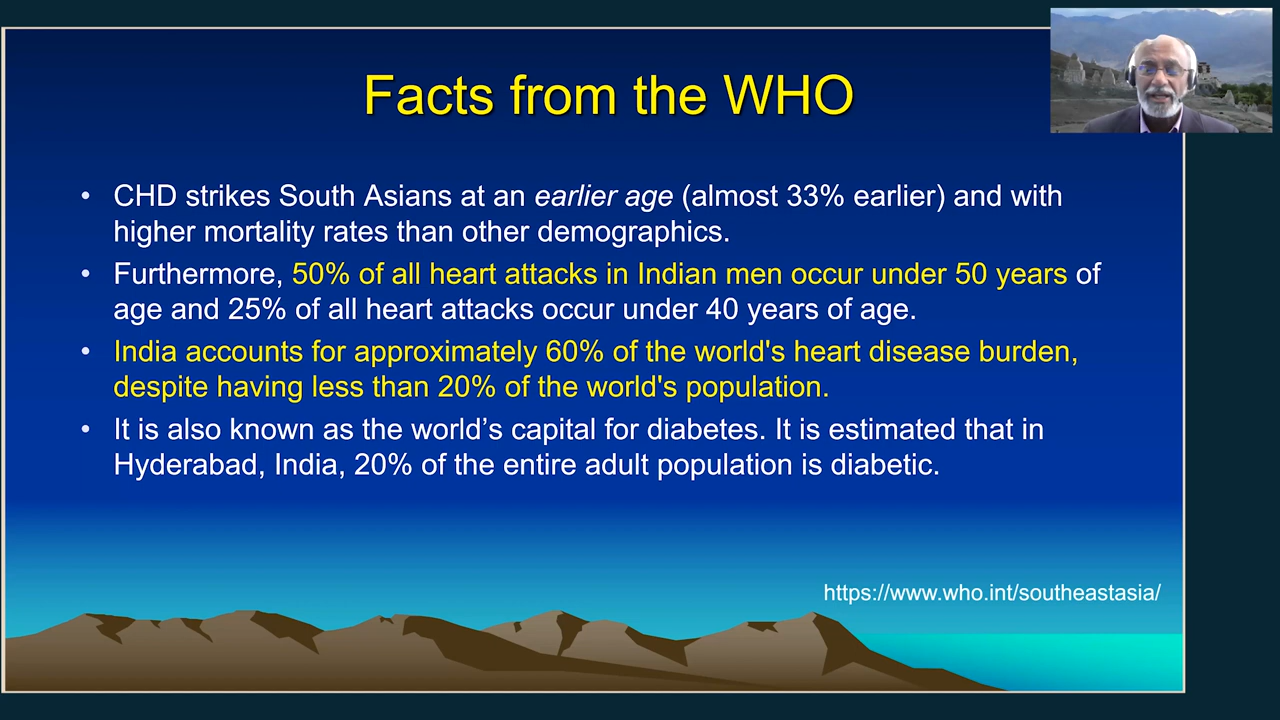 Facts from the WHO
• CHD strikes South Asians at an earlier age (almost 33% earlier) and with
higher mortality rates than other demographics.
• Furthermore, 50% of all heart attacks in Indian men occur under 50 years of
age and 25% of all heart attacks occur under 40 years of age.
• India accounts for approximately 60% of the world's heart disease burden,
despite having less than 20% of the world's population.
• It is also known as the world’s capital for diabetes. It is estimated that in
Hyderabad, India, 20% of the entire adult population is diabetic.
https://www.who.int/southeastasia/